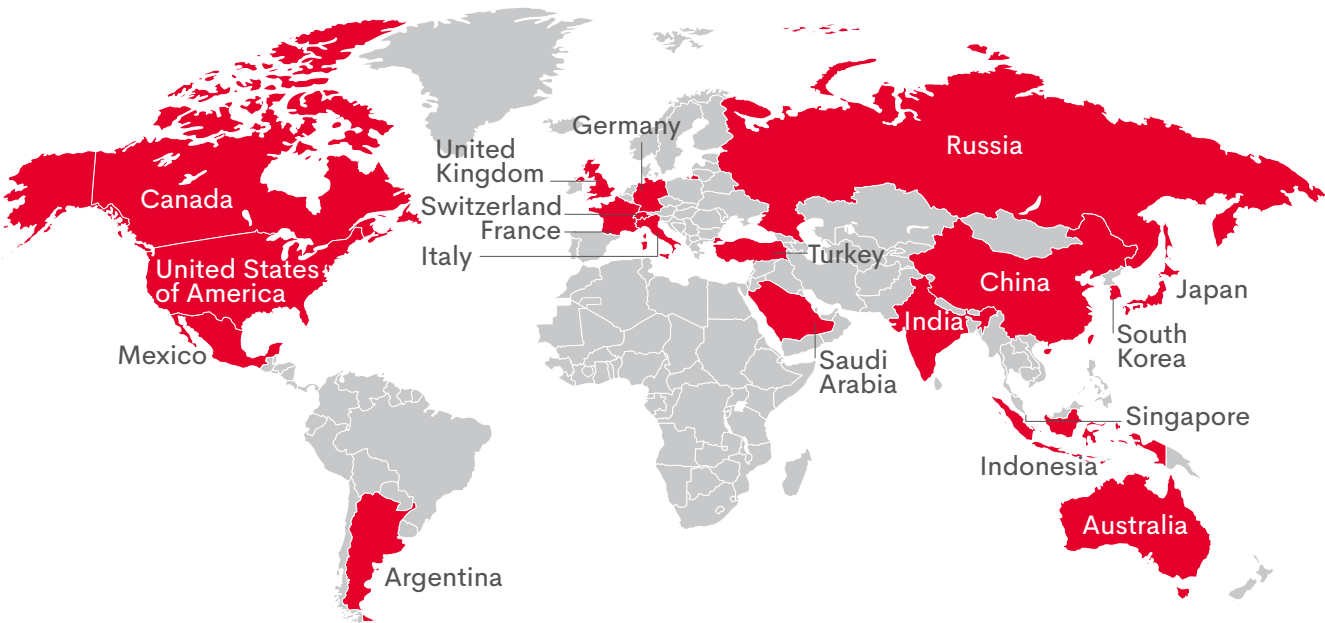 Germany
United
Kingdom
Russia
Canada
Switzerland
France
Italy
Turkey
United States
of America
China
Japan
India
South
Korea
Mexico
Saudi
Arabia
Singapore
Indonesia
Australia
Argentina